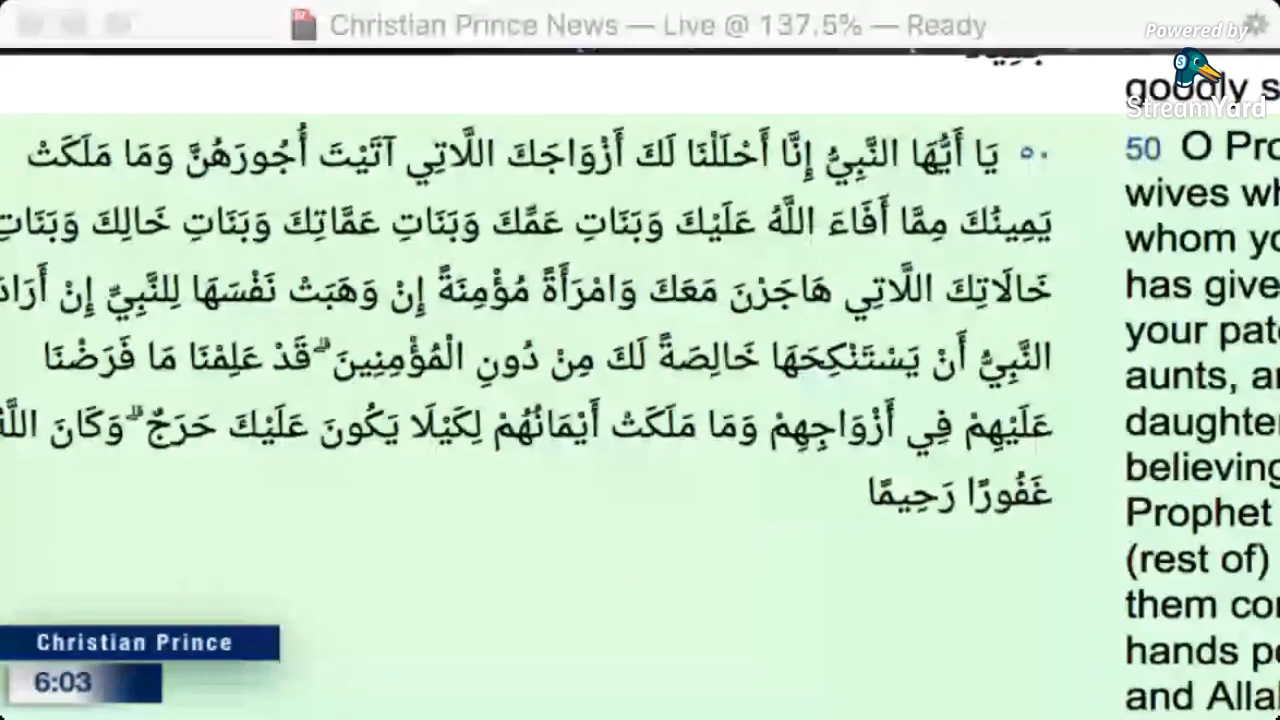 Christian Prince News — Live @ 137.5% — Ready
Powered by
StreamYard
goodly s
٥٠ يَا أَيُّهَا النَّبِيُّ إِنَّا أَحْلَلْنَا لَكَ أَزْوَاجَكَ اللَّاتِي آتَيْتَ أُجُورَهُنَّ وَمَا مَلَكَتْ
يَمِينُكَ مِمَّا أَفَاءَ اللَّهُ عَلَيْكَ وَبَنَاتِ عَمِّكَ وَبَنَاتِ عَمَّاتِكَ وَبَنَاتِ خَالِكَ وَبَنَاتِ
خَالَاتِكَ اللَّاتِي هَاجَرْنَ مَعَكَ وَامْرَأَةً مُؤْمِنَةً إِنْ وَهَبَتْ نَفْسَهَا لِلنَّبِيِّ إِنْ أَرَادَ
النَّبِيُّ أَنْ يَسْتَنْكِحَهَا خَالِصَةً لَكَ مِنْ دُونِ الْمُؤْمِنِينَ ۗ قَدْ عَلِمْنَا مَا فَرَضْنَا
عَلَيْهِمْ فِي أَزْوَاجِهِمْ وَمَا مَلَكَتْ أَيْمَانُهُمْ لِكَيْلَا يَكُونَ عَلَيْكَ حَرَجٌ ۗ وَكَانَ اللَّهُ
غَفُورًا رَحِيمًا
50 O Pro
wives wh
whom yo
has give
your pate
aunts, an
daughte
believing
Prophet
(rest of)
them cor
hands po
and Alla
Christian Prince
6:03